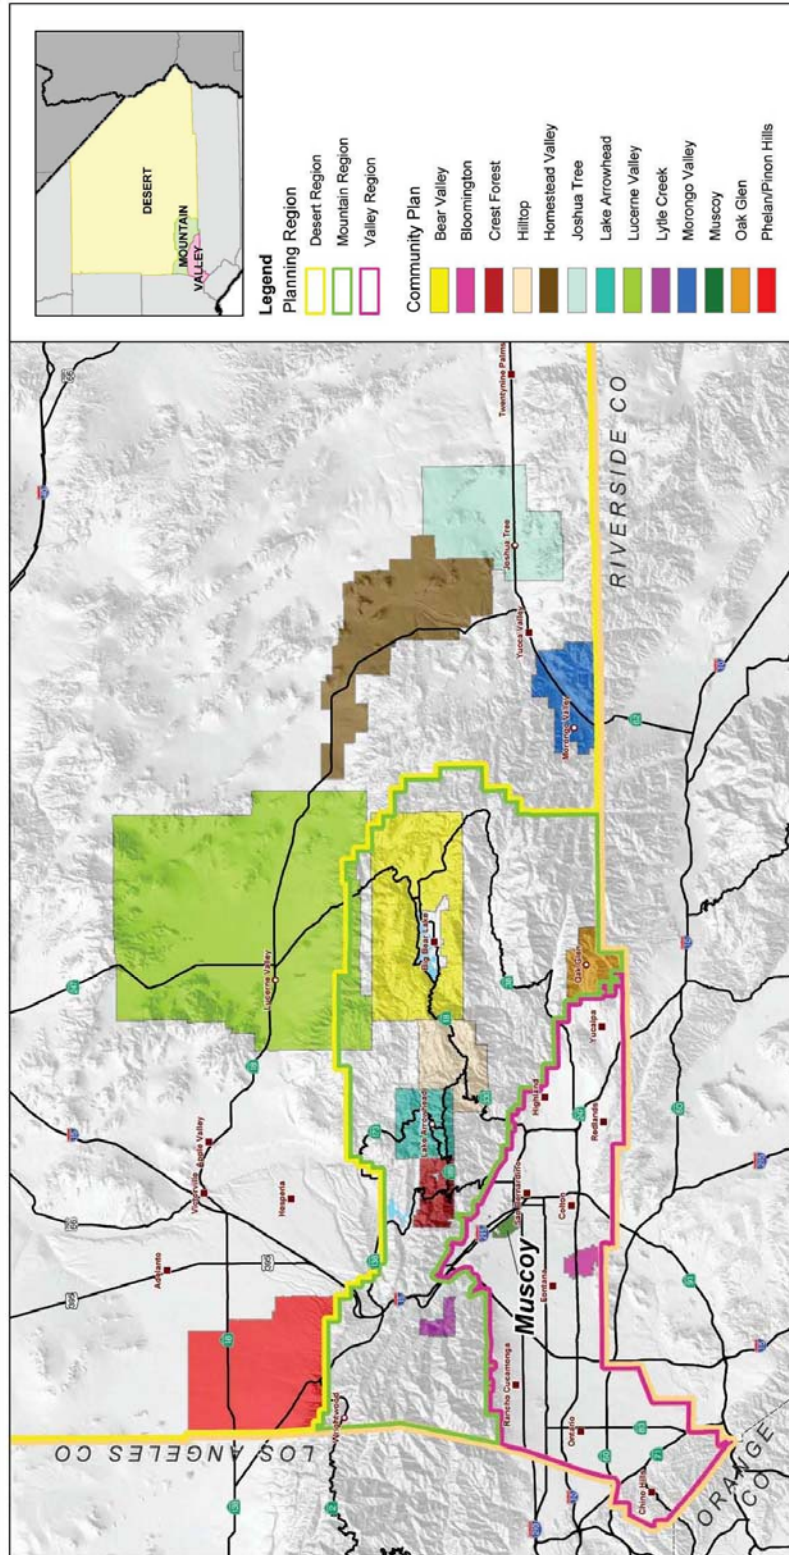 DESERT
MOUNTAIN
VALLEY
Legend
Planning Region
Desert Region
Mountain Region
Valley Region
Community Plan
Bear Valley
Bloomington
Crest Forest
Hilltop
Homestead Valley
Joshua Tree
Lake Arrowhead
Lucerne Valley
Lytle Creek
Morongo Valley
Muscoy
Oak Glen
Phelan/Pinon Hills
LOS ANGELES CO
RIVERSIDE CO
ORANGE
CO
Adelanto
Victorville
Apple Valley
Hesperia
Lucerne Valley
Wrightwood
Lake Arrowhead
Big Bear Lake
Joshua Tree
Twentynine Palms
Yucca Valley
Morongo Valley
Muscoy
San Bernardino
Highland
Rancho Cucamonga
Fontana
Colton
Redlands
Yucaipa
Oak Glen
Ontario
Chino Hills
395
395